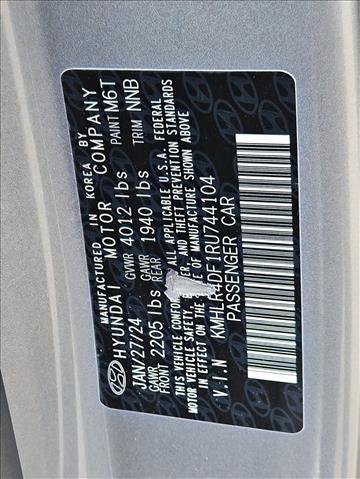 MANUFACTURED IN KOREA BY
HYUNDAI MOTOR COMPANY
JAN/27/24 GVWR 4012 lbs PAINT M6T
GAWR FRONT 2205 lbs GAWR REAR 1940 lbs TRIM NNB
THIS VEHICLE CONFORMS ALL APPLICABLE U.S.A. FEDERAL
MOTOR VEHICLE SAFETY, BUMPER, AND THEFT PREVENTION STANDARDS
IN EFFECT ON THE DATE OF MANUFACTURE SHOWN ABOVE
V.I.N KMHLR4DF1RU744104
PASSENGER CAR